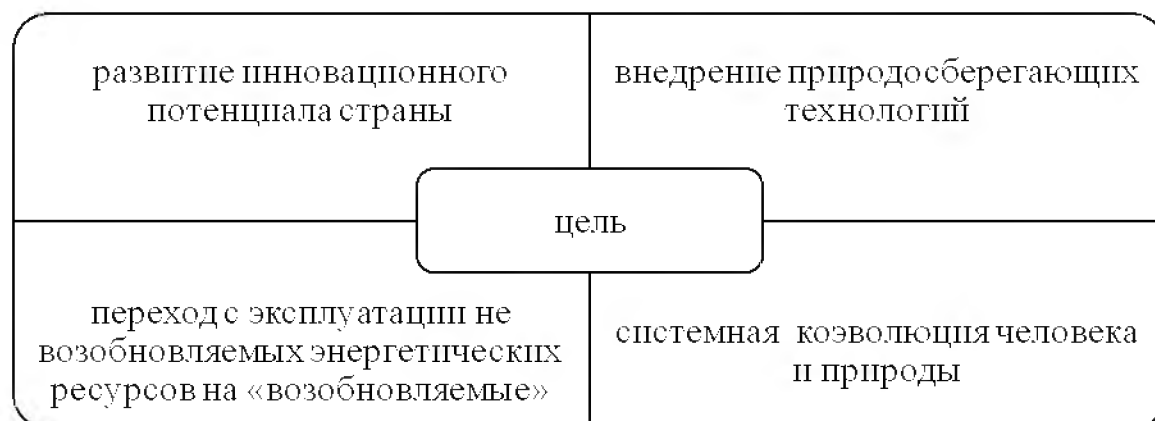 развитие инновационного
потенциала страны
внедрение природосберегающих
технологий
цель
переход с эксплуатации не
возобновляемых энергетических
ресурсов на «возобновляемые»
системная коэволюция человека
и природы